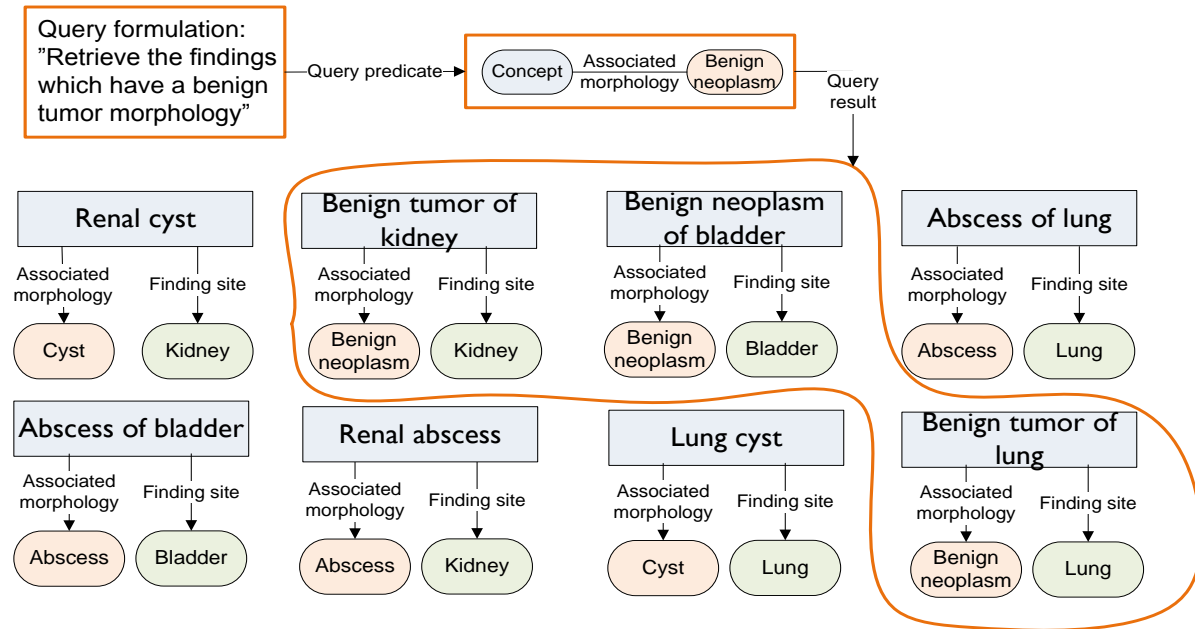 Query formulation:
”Retrieve the findings
which have a benign
tumor morphology”
Query predicate
Concept
Associated
morphology
Benign
neoplasm
Query
result
Renal cyst
Associated
morphology
Finding site
Cyst
Kidney
Benign tumor of
kidney
Associated
morphology
Finding site
Benign
neoplasm
Kidney
Benign neoplasm
of bladder
Associated
morphology
Finding site
Benign
neoplasm
Bladder
Abscess of lung
Associated
morphology
Finding site
Abscess
Lung
Abscess of bladder
Associated
morphology
Finding site
Abscess
Bladder
Renal abscess
Associated
morphology
Finding site
Abscess
Kidney
Lung cyst
Associated
morphology
Finding site
Cyst
Lung
Benign tumor of
lung
Associated
morphology
Finding site
Benign
neoplasm
Lung